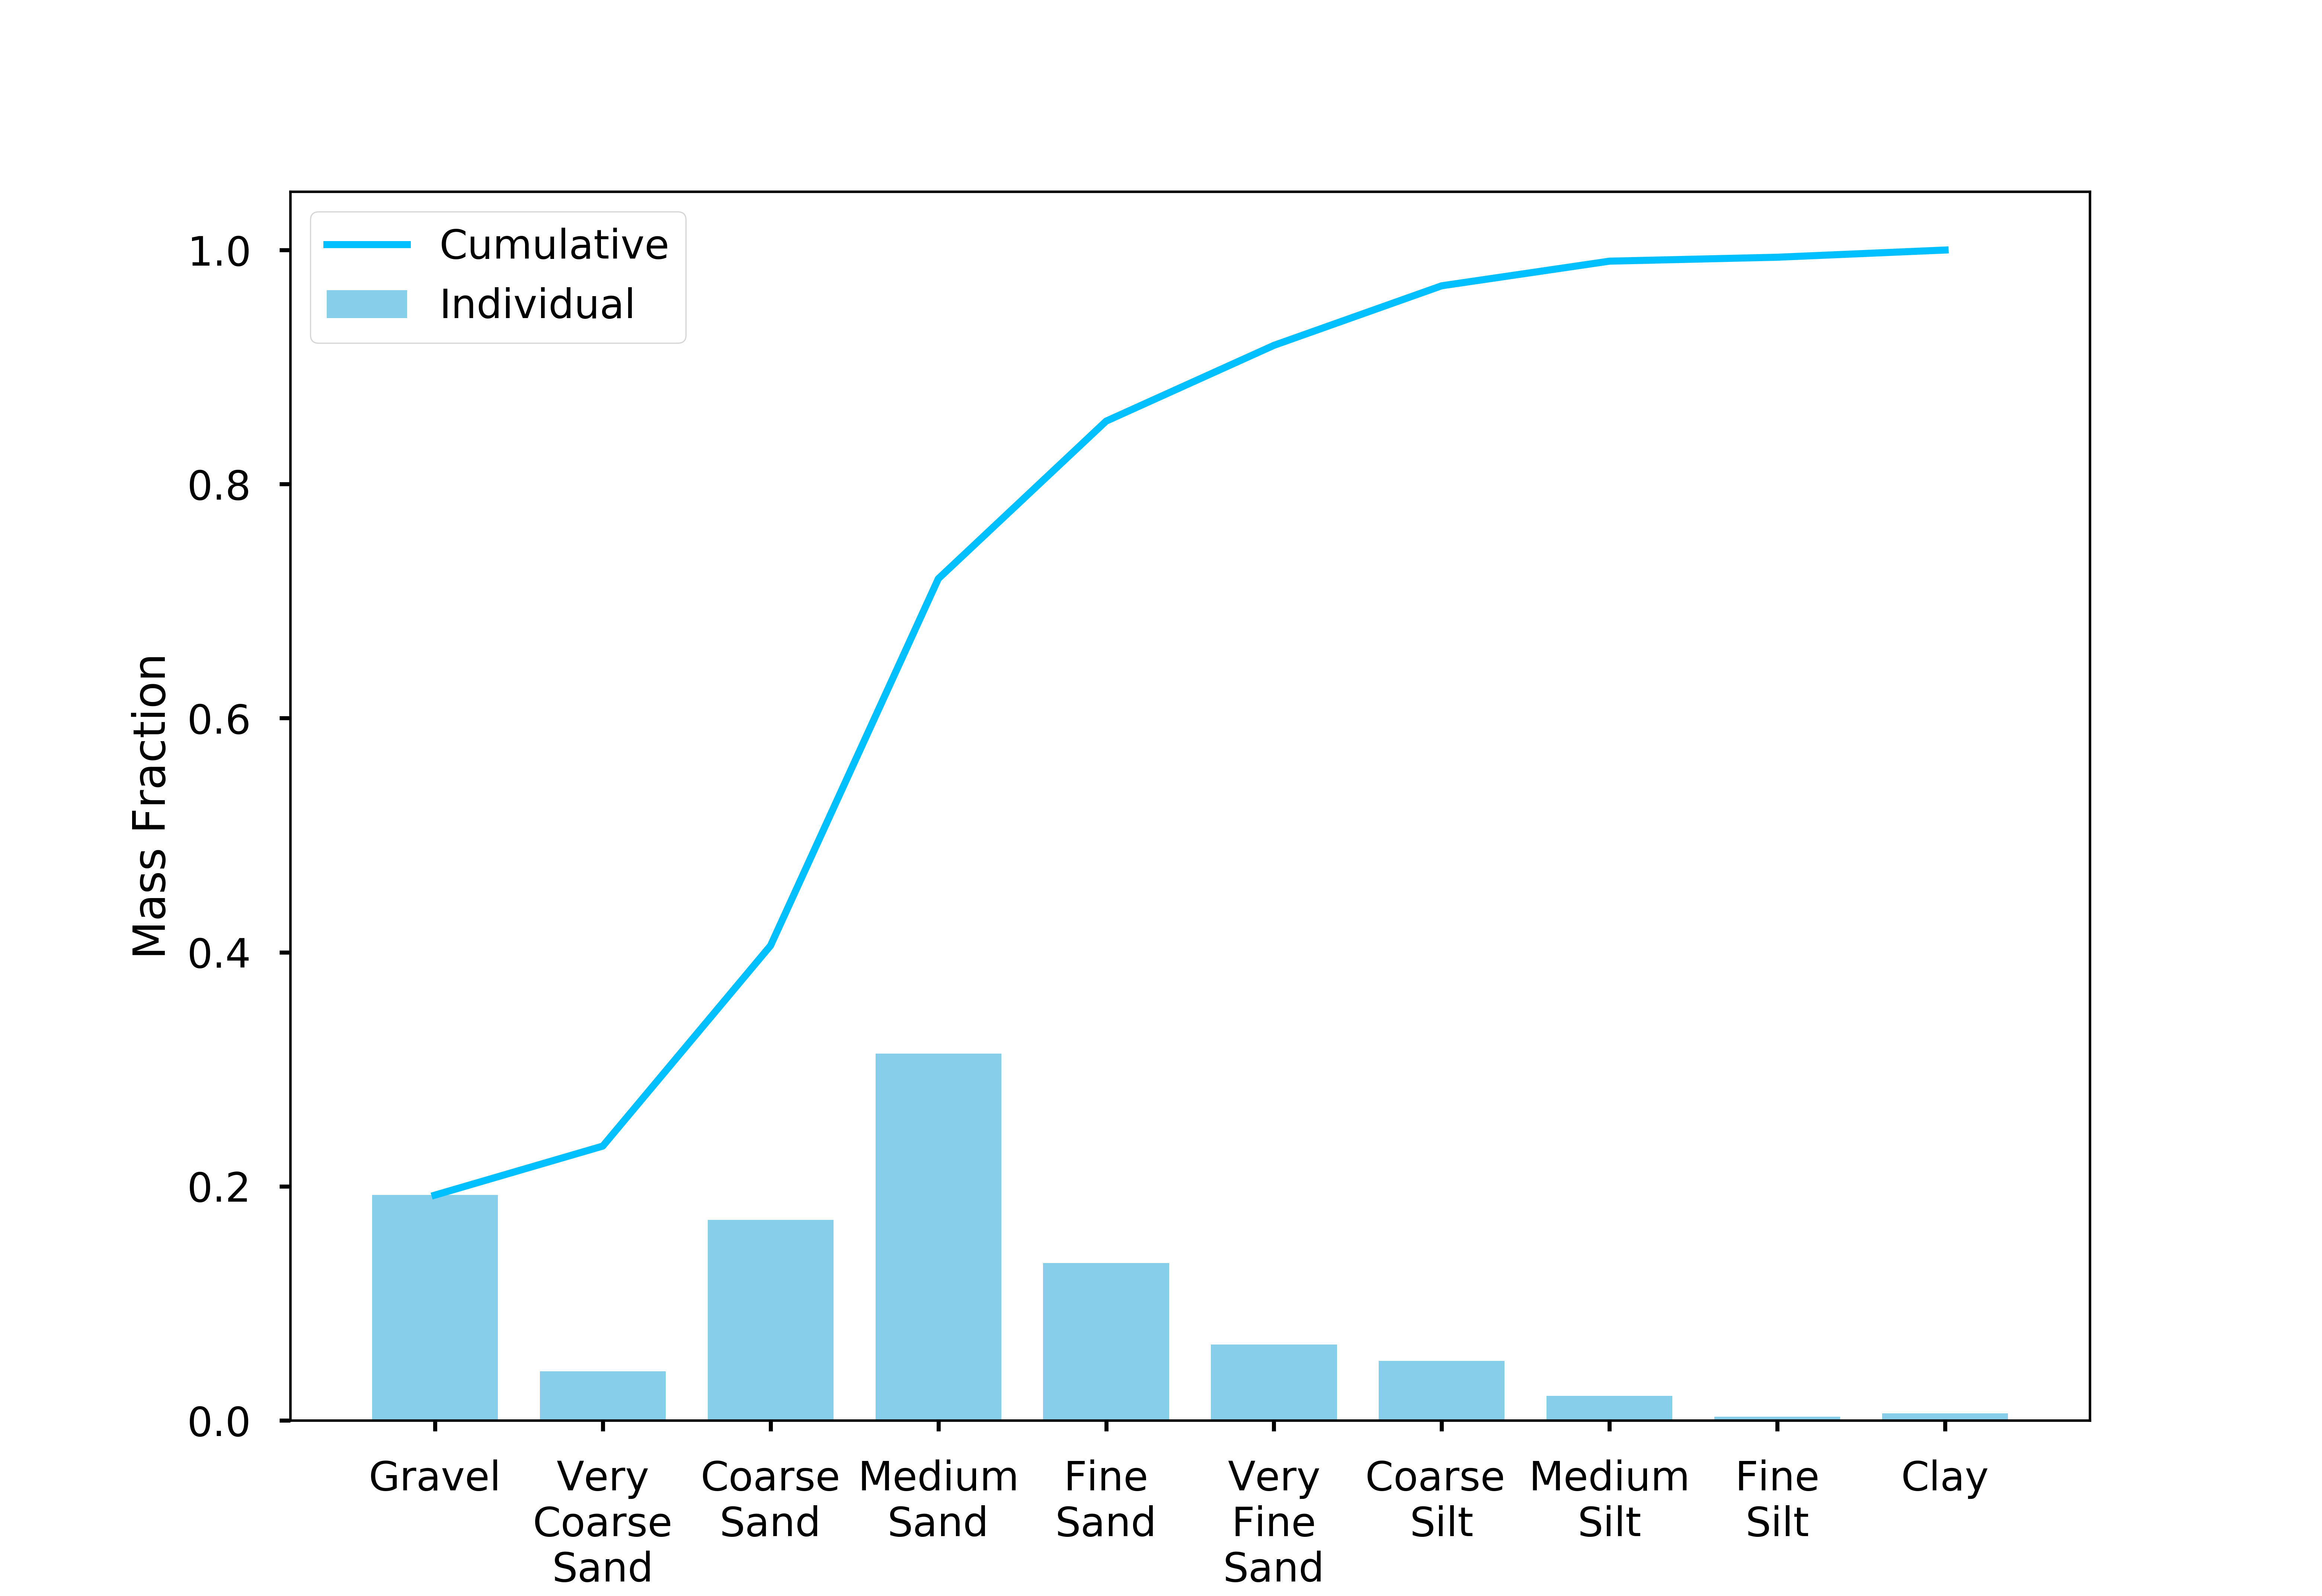 Cumulative
Individual
Mass Fraction
1.0
0.8
0.6
0.4
0.2
0.0
Gravel
Very
Coarse
Sand
Coarse
Sand
Medium
Sand
Fine
Sand
Very
Fine
Sand
Coarse
Silt
Medium
Silt
Fine
Silt
Clay